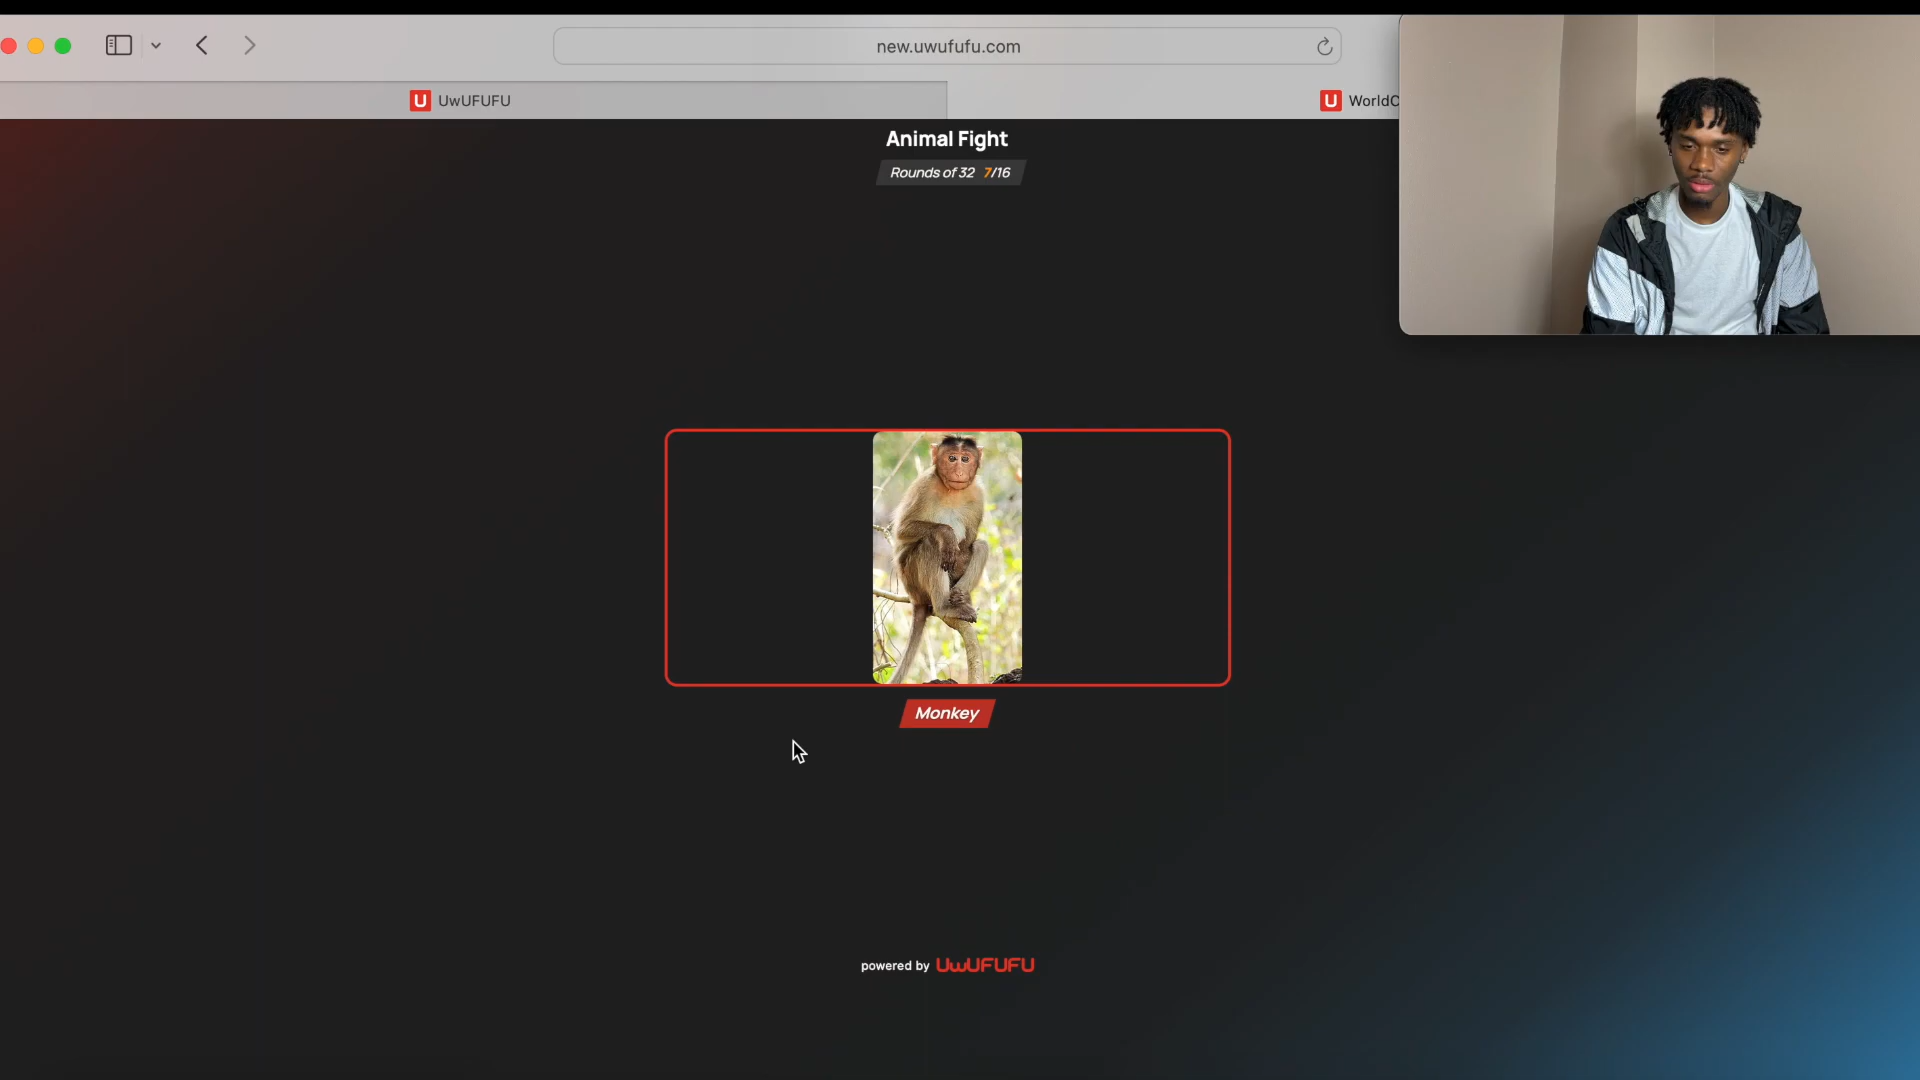 new.uwufufu.com
UwUFUFU
WorldC
Animal Fight
Rounds of 32 7/16
Monkey
powered by UwUFUFU